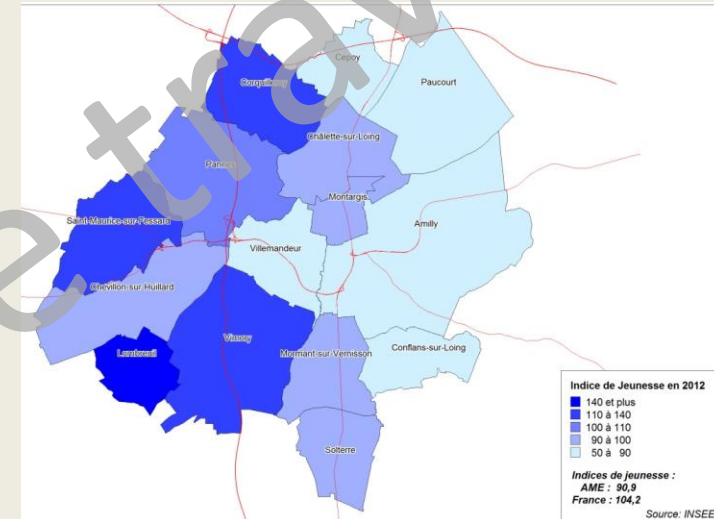 Cepoy
Corquilleroy
Paucourt
Châlette-sur-Loing
Pannes
Montargis
Saint-Maurice-sur-Fessard
Amilly
Villemandeur
Chevillon-sur-Huillard
Vimory
Conflans-sur-Loing
Lombreuil
Mormant-sur-Vernisson
Solterre
Indice de Jeunesse en 2012
140 et plus
110 à 140
100 à 110
90 à 100
50 à 90
Indices de jeunesse :
AME : 90,9
France : 104,2
Source: INSEE